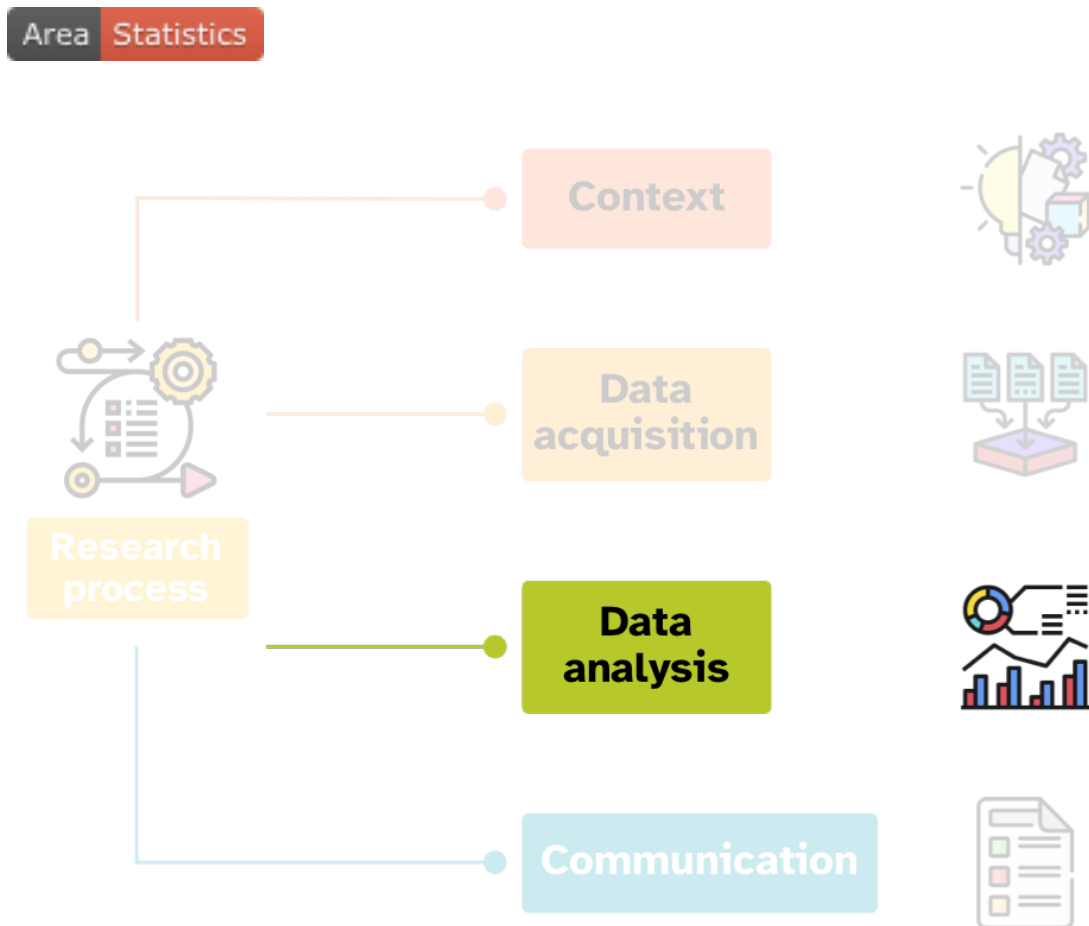 Area Statistics
Context
Data
acquisition
Research
process
Data
analysis
Communication